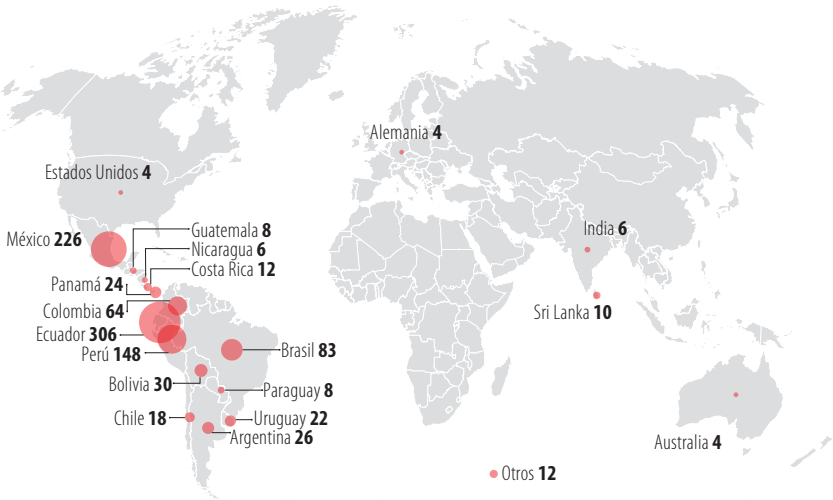 Alemania 4
Estados Unidos 4
India 6
Guatemala 8
México 226
Nicaragua 6
Costa Rica 12
Panamá 24
Colombia 64
Sri Lanka 10
Ecuador 306
Perú 148
Brasil 83
Bolivia 30
Paraguay 8
Chile 18
Uruguay 22
Argentina 26
Australia 4
Otros 12